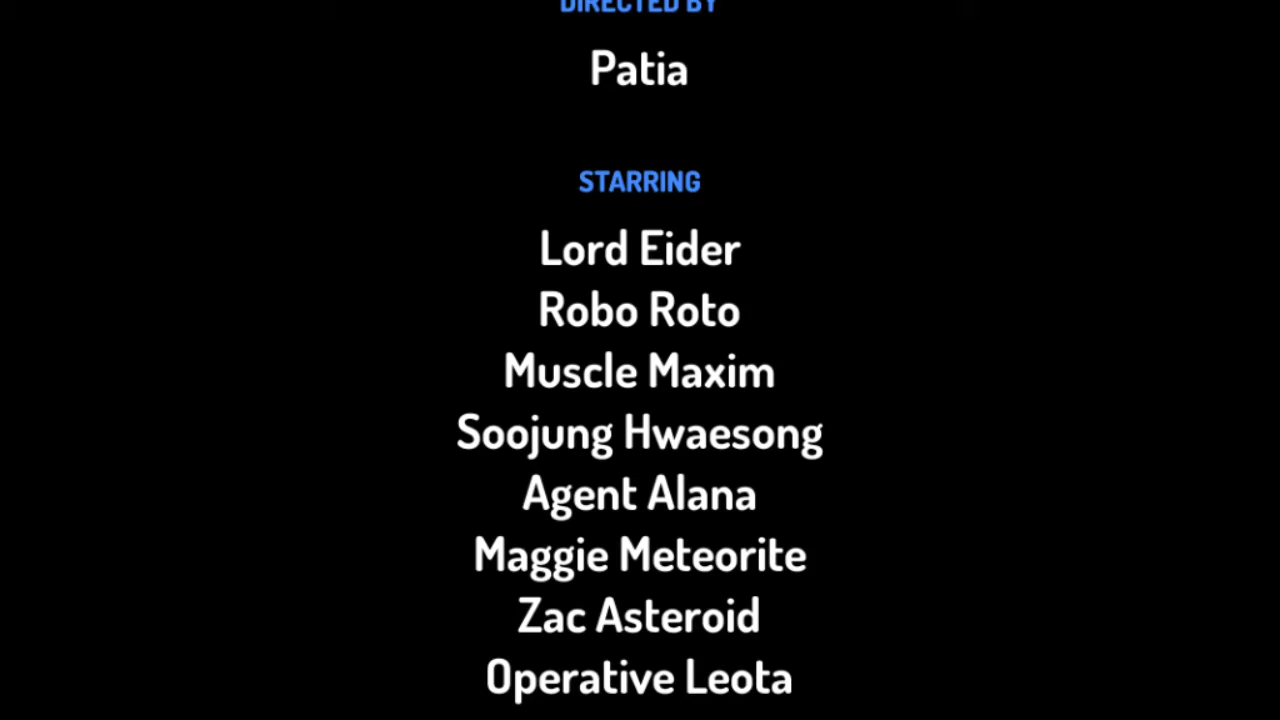 DIRECTED BY
Patia
STARRING
Lord Eider
Robo Roto
Muscle Maxim
Soojung Hwaesong
Agent Alana
Maggie Meteorite
Zac Asteroid
Operative Leota